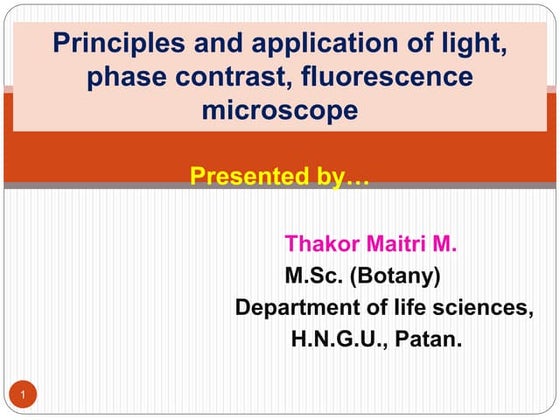 Principles and application of light,
phase contrast, fluorescence
microscope
Presented by…
Thakor Maitri M.
M.Sc. (Botany)
Department of life sciences,
H.N.G.U., Patan.
1